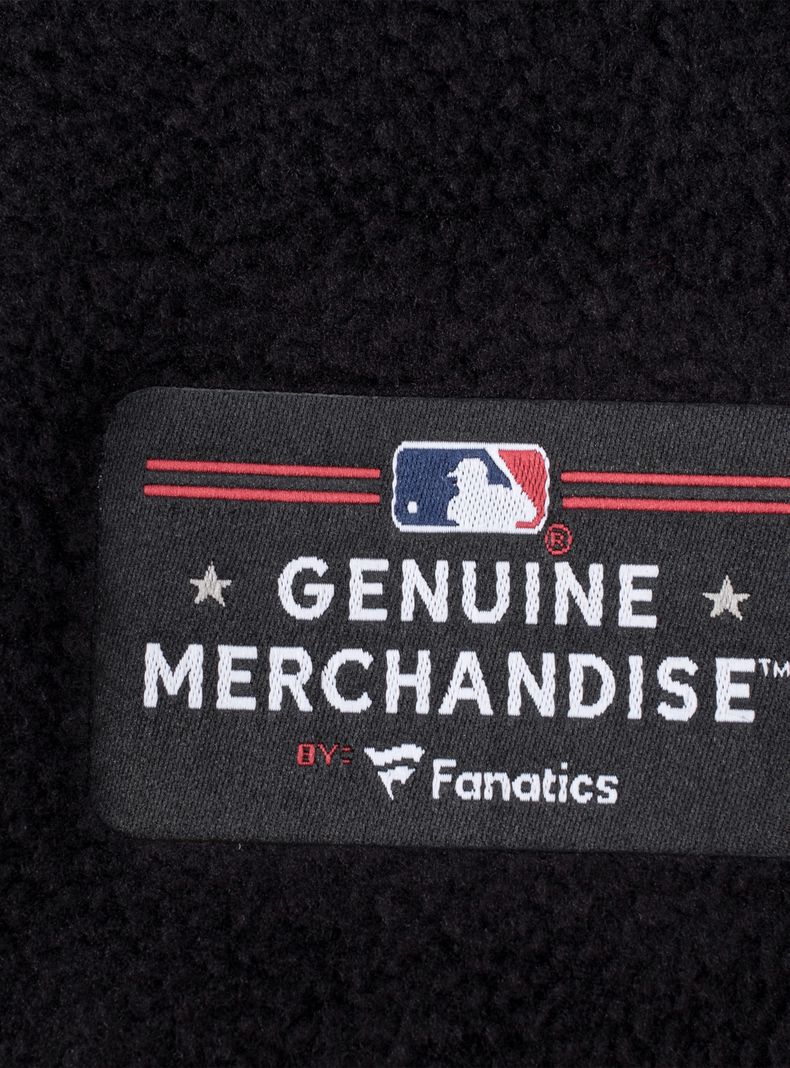 ®
GENUINE
MERCHANDISE™
BY: Fanatics